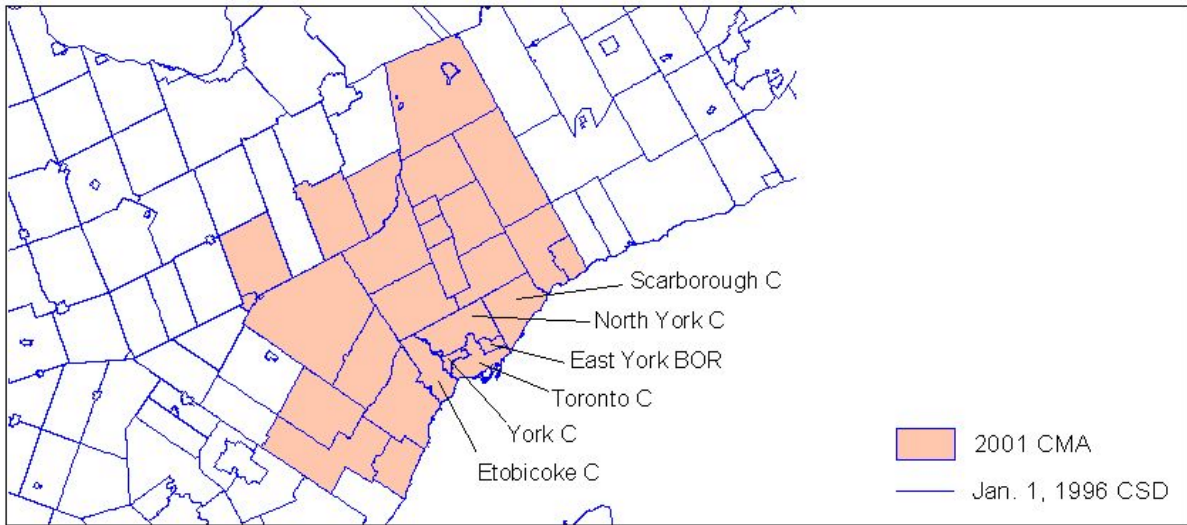 Scarborough C
North York C
East York BOR
Toronto C
York C
Etobicoke C
2001 CMA
Jan. 1, 1996 CSD